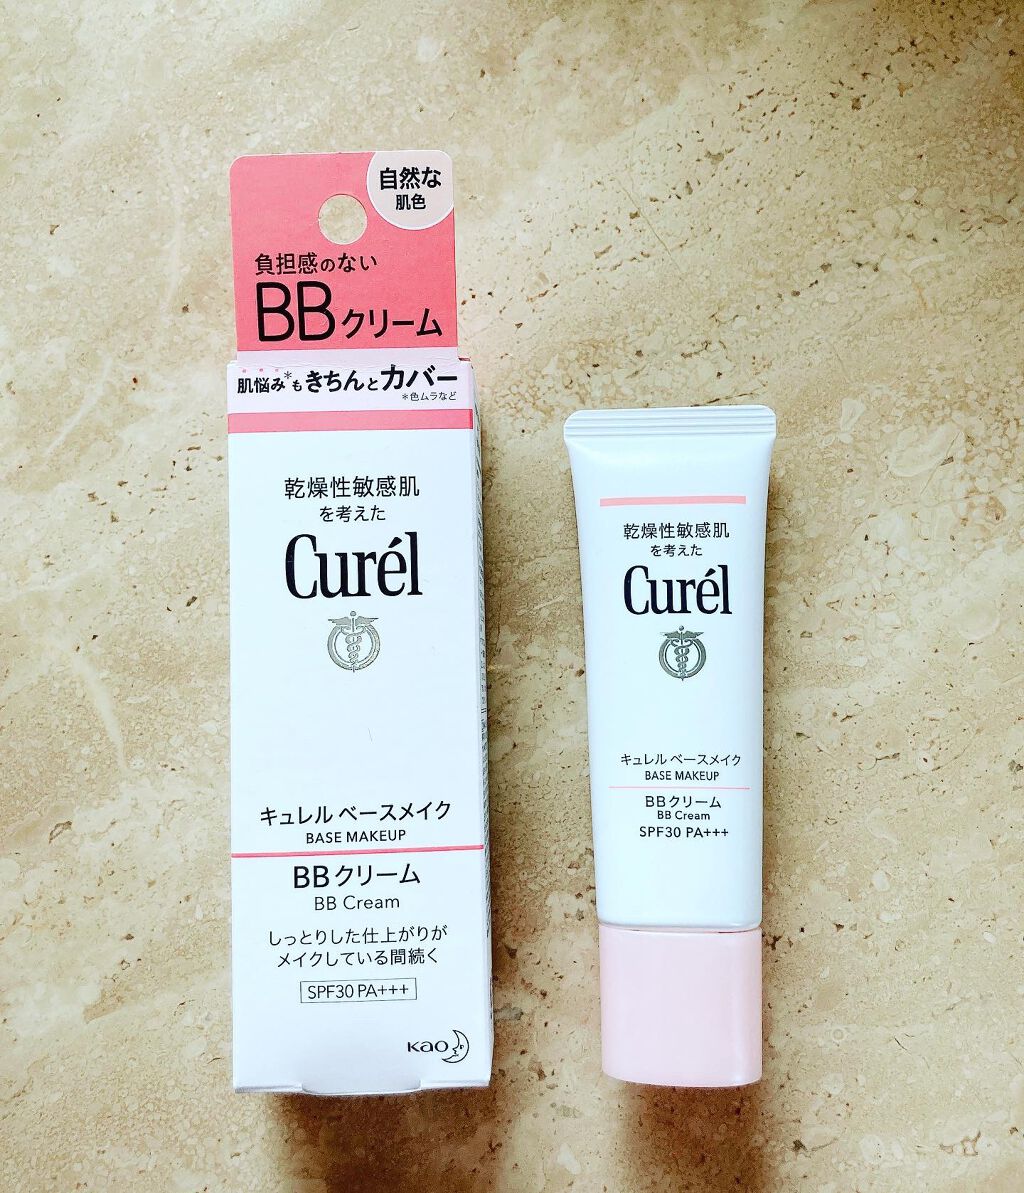 自然な
肌色
負担感のない
BBクリーム
肌悩み*もきちんとカバー
*色ムラなど
乾燥性敏感肌
を考えた
Curél
キュレル ベースメイク
BASE MAKEUP
BBクリーム
BB Cream
しっとりした仕上がりが
メイクしている間続く
SPF30 PA+++
Kao
乾燥性敏感肌
を考えた
Curél
キュレル ベースメイク
BASE MAKEUP
BBクリーム
BB Cream
SPF30 PA+++